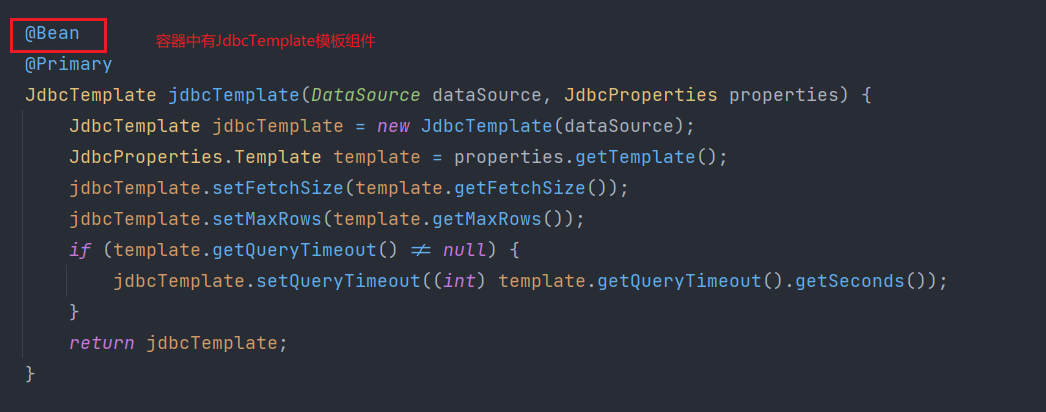 @Bean 容器中有JdbcTemplate模板组件
@Primary
JdbcTemplate jdbcTemplate(DataSource dataSource, JdbcProperties properties) {
JdbcTemplate jdbcTemplate = new JdbcTemplate(dataSource);
JdbcProperties.Template template = properties.getTemplate();
jdbcTemplate.setFetchSize(template.getFetchSize());
jdbcTemplate.setMaxRows(template.getMaxRows());
if (template.getQueryTimeout() ≠ null) {
jdbcTemplate.setQueryTimeout((int) template.getQueryTimeout().getSeconds());
}
return jdbcTemplate;
}